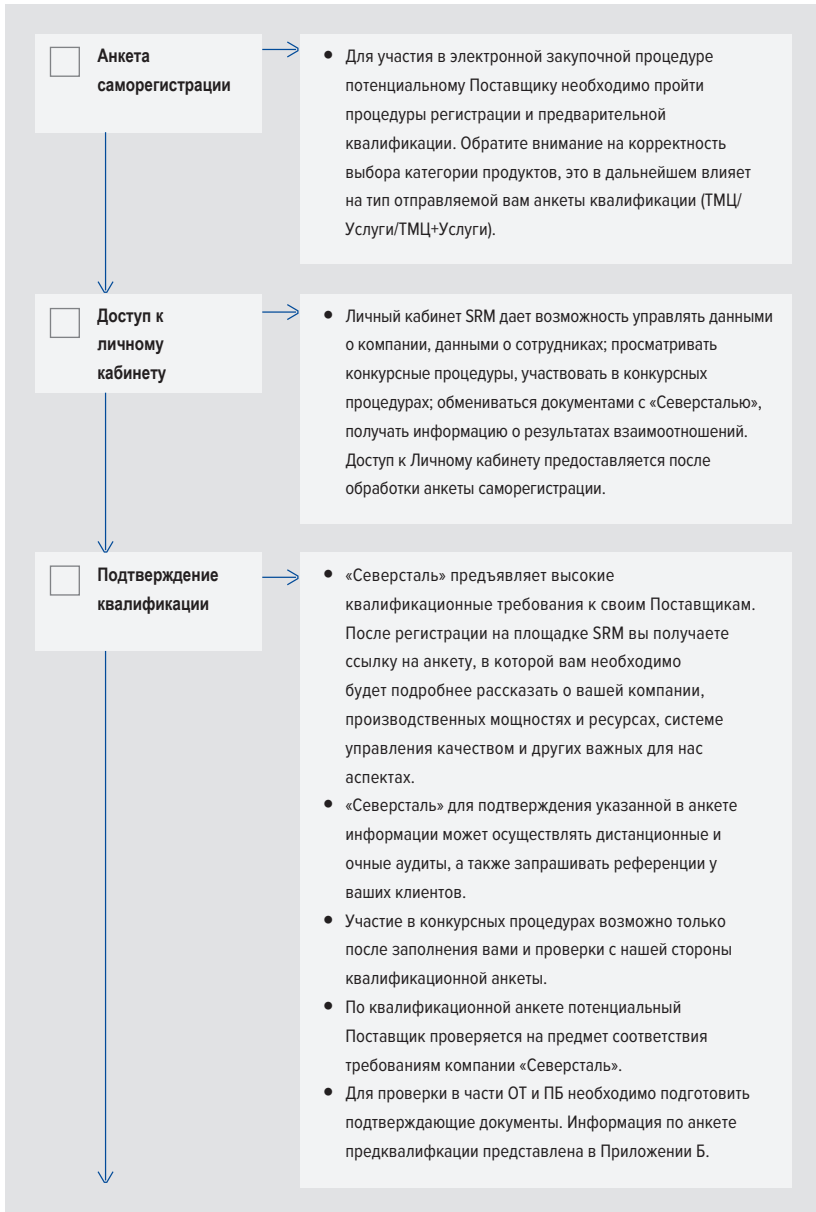 Анкета
саморегистрации
• Для участия в электронной закупочной процедуре
потенциальному Поставщику необходимо пройти
процедуры регистрации и предварительной
квалификации. Обратите внимание на корректность
выбора категории продуктов, это в дальнейшем влияет
на тип отправляемой вам анкеты квалификации (ТМЦ/
Услуги/ТМЦ+Услуги).
Доступ к
личному
кабинету
• Личный кабинет SRM дает возможность управлять данными
о компании, данными о сотрудниках; просматривать
конкурсные процедуры, участвовать в конкурсных
процедурах; обмениваться документами с «Северсталью»,
получать информацию о результатах взаимоотношений.
Доступ к Личному кабинету предоставляется после
обработки анкеты саморегистрации.
Подтверждение
квалификации
• «Северсталь» предъявляет высокие
квалификационные требования к своим Поставщикам.
После регистрации на площадке SRM вы получаете
ссылку на анкету, в которой вам необходимо
будет подробнее рассказать о вашей компании,
производственных мощностях и ресурсах, системе
управления качеством и других важных для нас
аспектах.
• «Северсталь» для подтверждения указанной в анкете
информации может осуществлять дистанционные и
очные аудиты, а также запрашивать референции у
ваших клиентов.
• Участие в конкурсных процедурах возможно только
после заполнения вами и проверки с нашей стороны
квалификационной анкеты.
• По квалификационной анкете потенциальный
Поставщик проверяется на предмет соответствия
требованиям компании «Северсталь».
• Для проверки в части ОТ и ПБ необходимо подготовить
подтверждающие документы. Информация по анкете
предквалифкации представлена в Приложении Б.